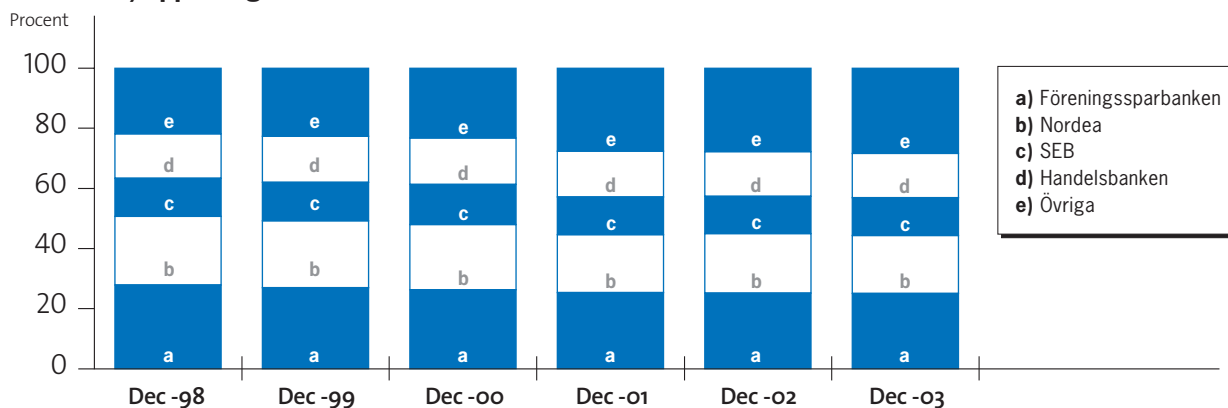 Procent
100
80
60
40
20
0
e e e e e e
d d d d d d
c c c c c c
b b b b b b
a a a a a a
Dec -98 Dec -99 Dec -00 Dec -01 Dec -02 Dec -03
a) Föreningssparbanken
b) Nordea
c) SEB
d) Handelsbanken
e) Övriga